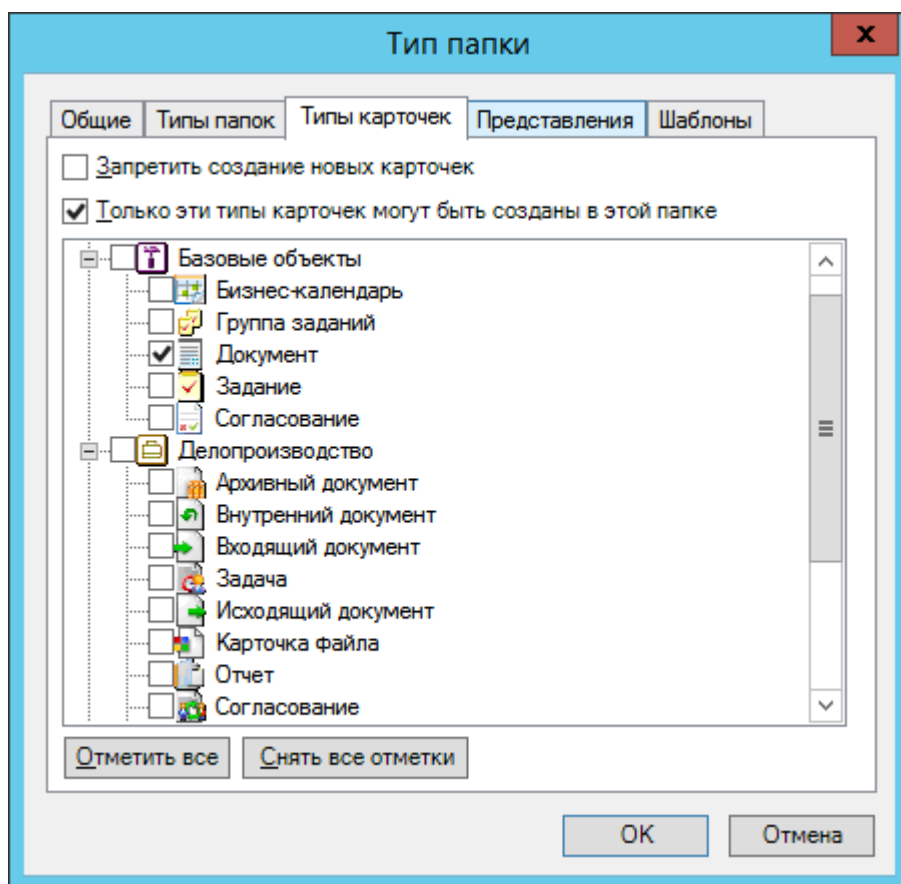 Тип папки
x
Общие Типы папок Типы карточек Представления Шаблоны
Запретить создание новых карточек
Только эти типы карточек могут быть созданы в этой папке
Базовые объекты
Бизнес-календарь
Группа заданий
Документ
Задание
Согласование
Делопроизводство
Архивный документ
Внутренний документ
Входящий документ
Задача
Исходящий документ
Карточка файла
Отчет
Согласование
Отметить все Снять все отметки
OK Отмена